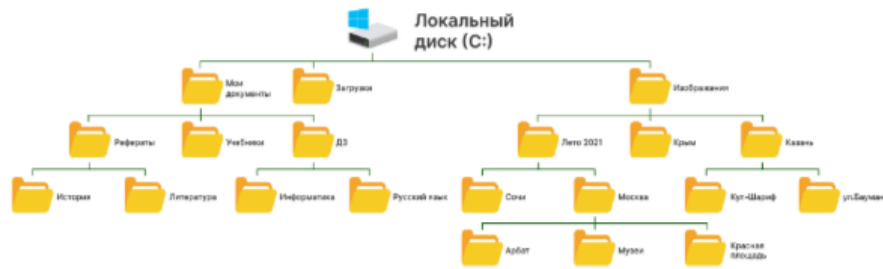 Локальный
диск (C:)
Мои
документы
Загрузки
Изображения
Рефераты
Учебники
ДЗ
Лето 2021
Крым
Казань
История
Литература
Информатика
Русский язык
Сочи
Москва
Кул-Шариф
ул.Бауман
Арбат
Музеи
Красная
площадь